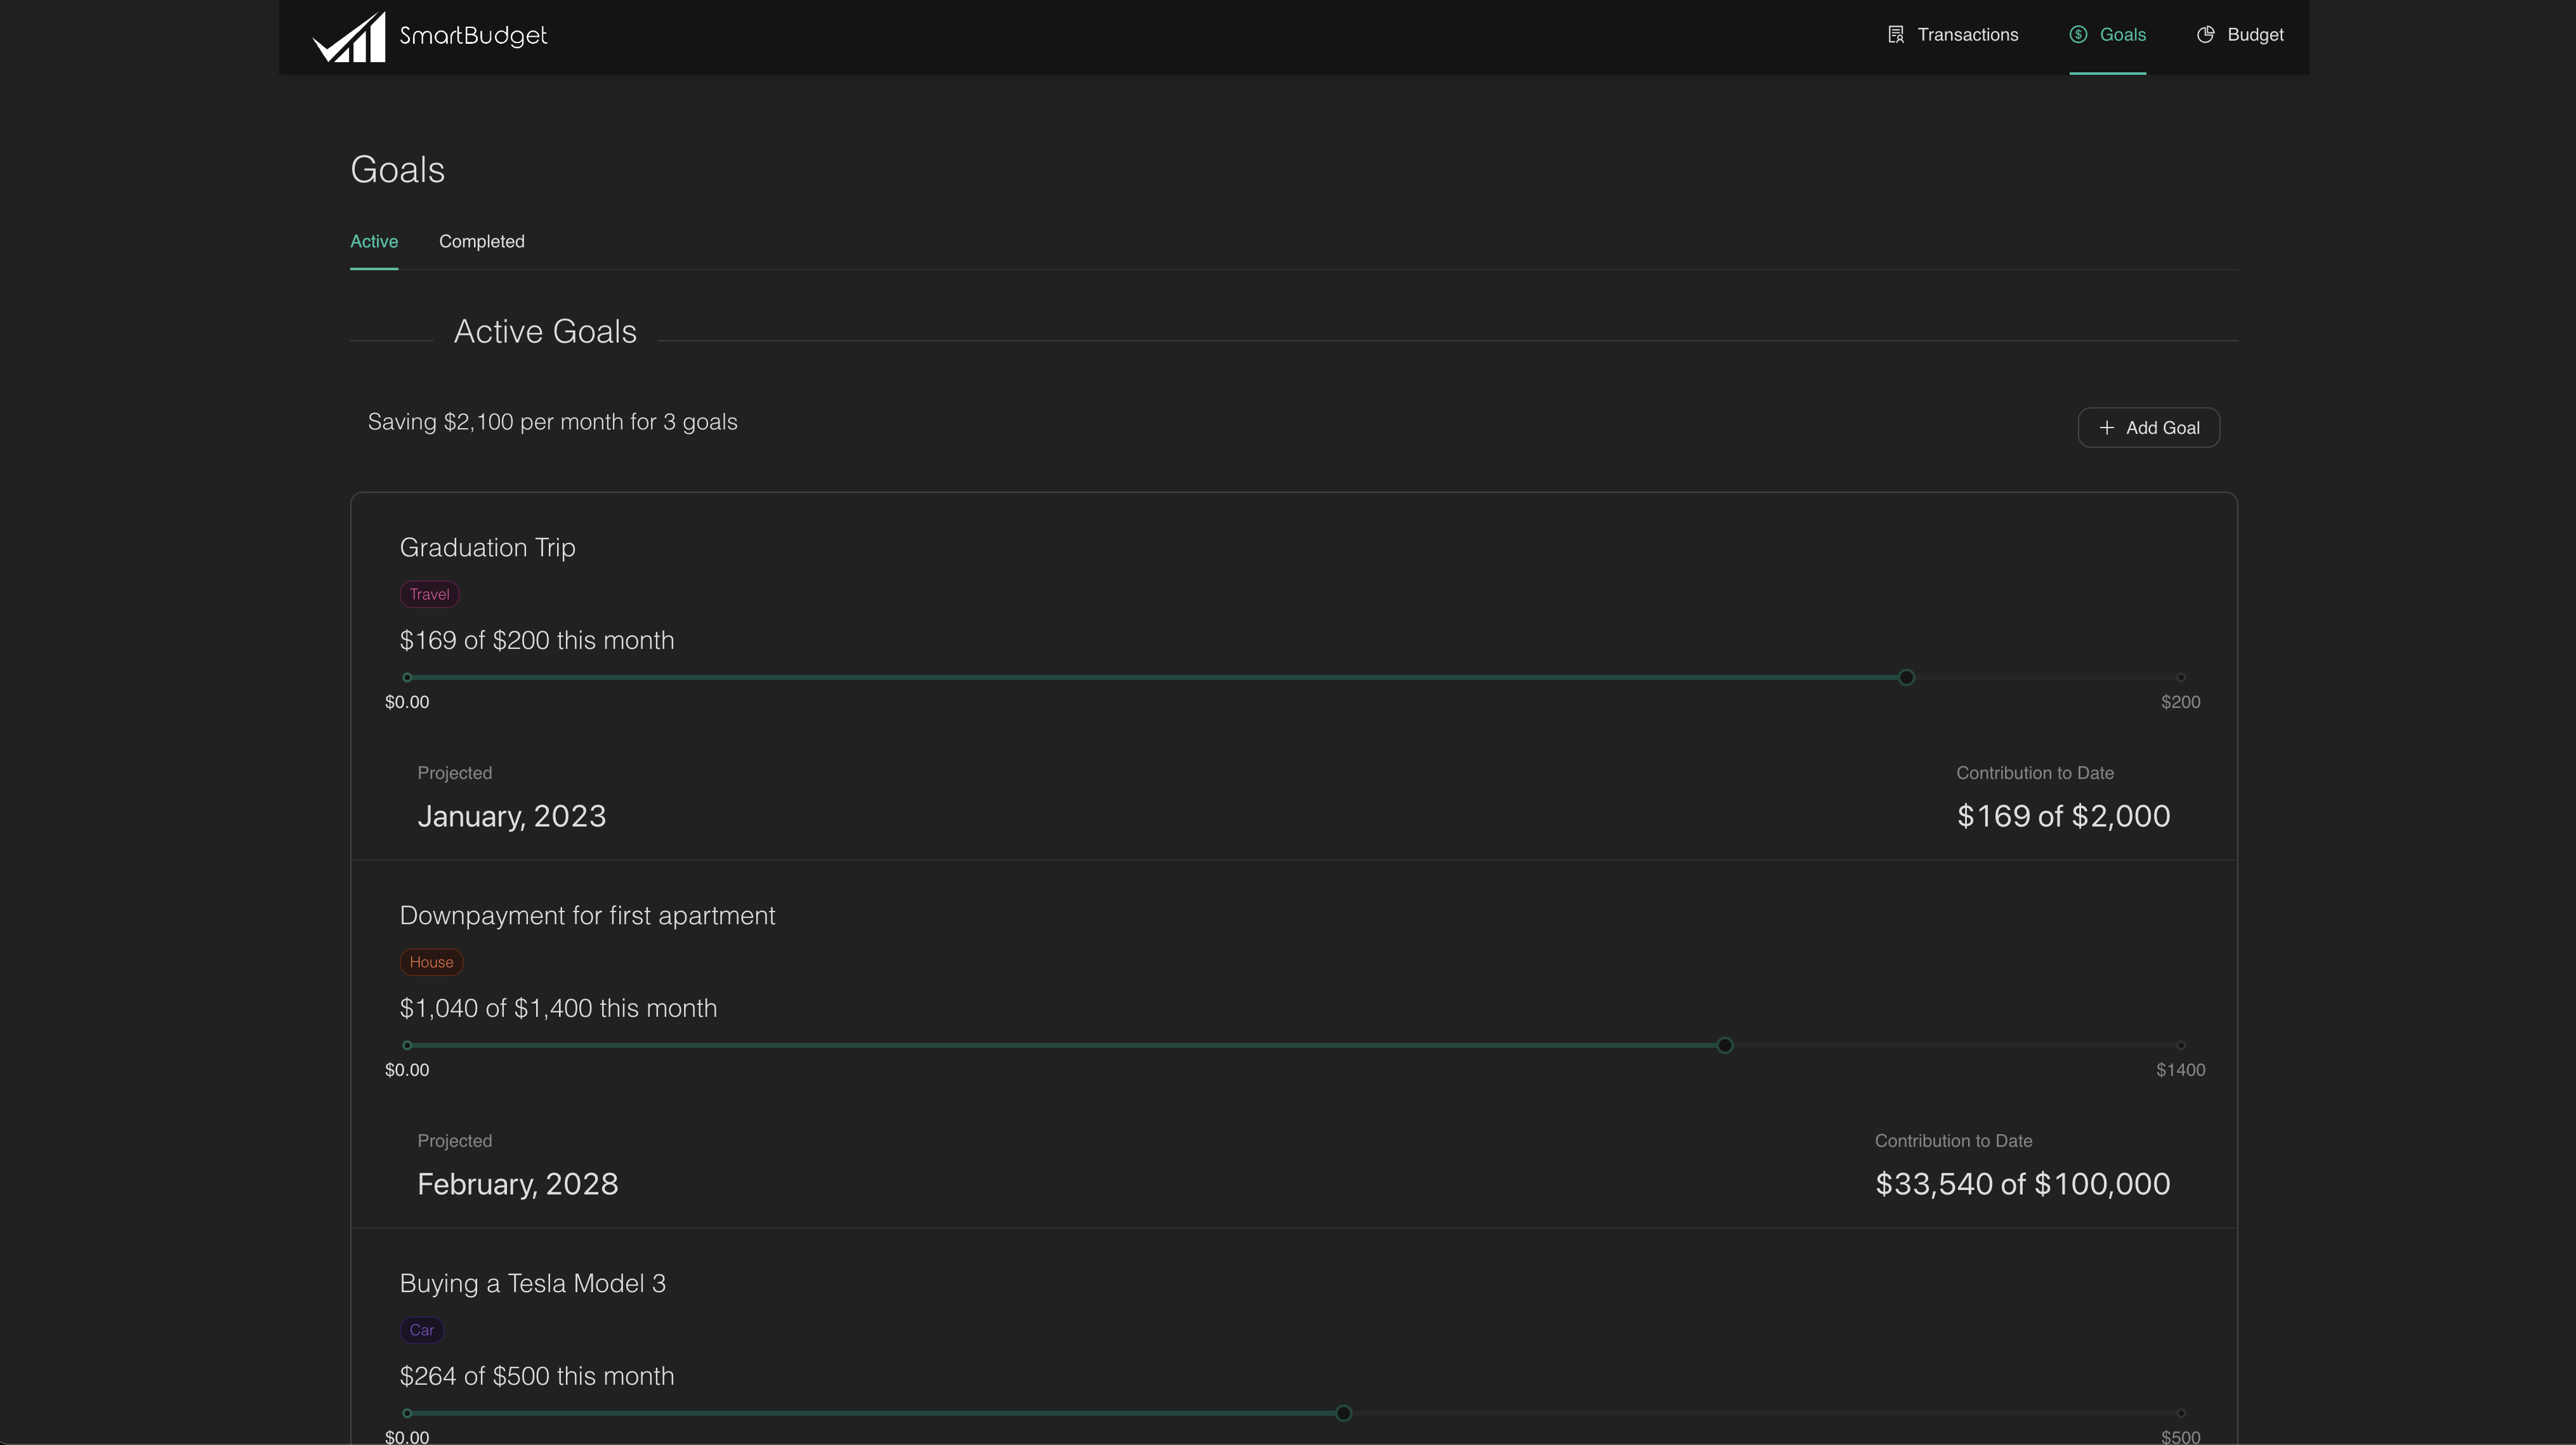 SmartBudget
Transactions
Goals
Budget
Goals
Active
Completed
Active Goals
Saving $2,100 per month for 3 goals
+ Add Goal
Graduation Trip
Travel
$169 of $200 this month
$0.00
$200
Projected
Contribution to Date
January, 2023
$169 of $2,000
Downpayment for first apartment
House
$1,040 of $1,400 this month
$0.00
$1400
Projected
Contribution to Date
February, 2028
$33,540 of $100,000
Buying a Tesla Model 3
Car
$264 of $500 this month
$0.00
$500